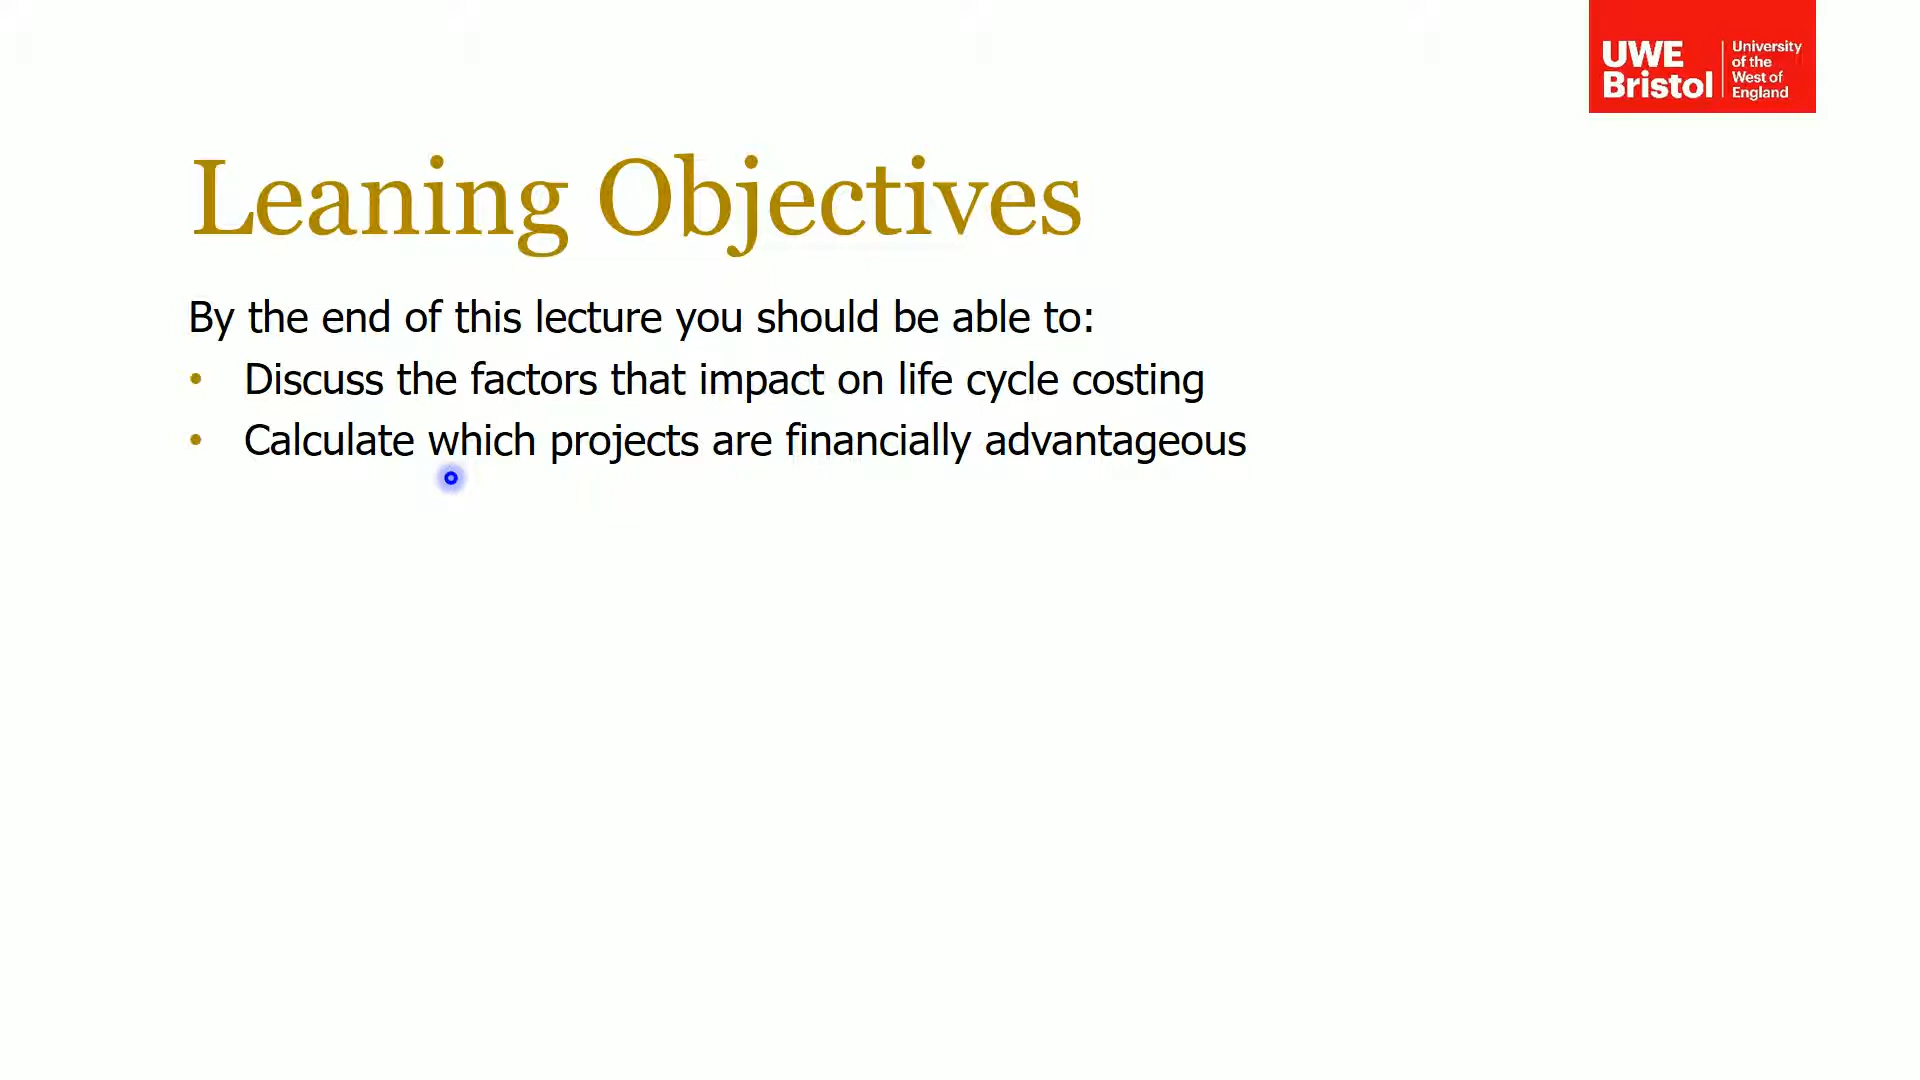 UWE
Bristol
University
of the
West of
England
Leaning Objectives
By the end of this lecture you should be able to:
• Discuss the factors that impact on life cycle costing
• Calculate which projects are financially advantageous